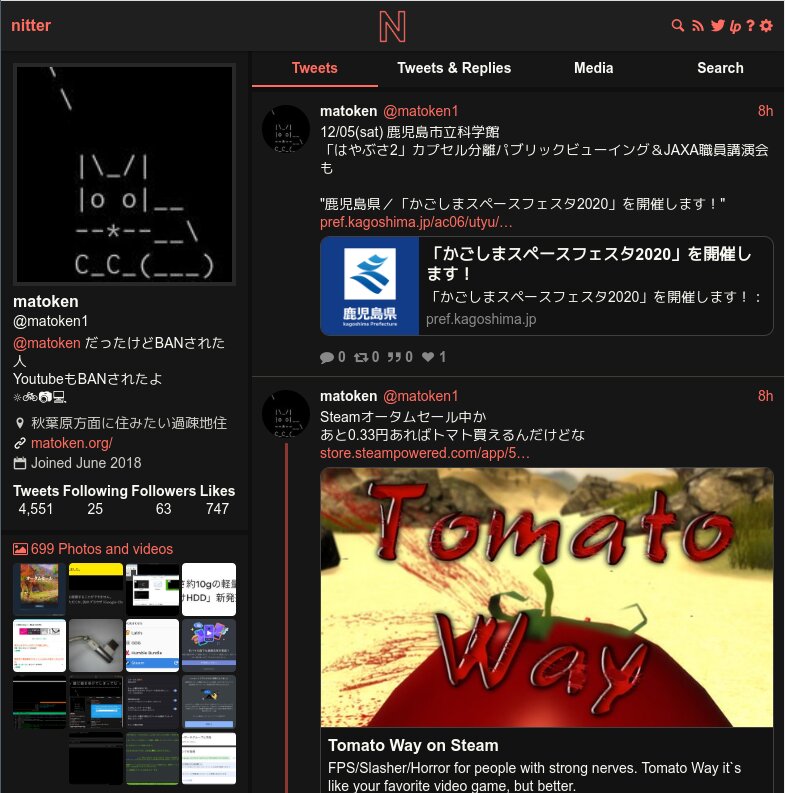 nitter
N
lp ?
Tweets
Tweets & Replies
Media
Search
|\_/|
|o o|__
--*--__\
C_C_(___)
matoken
@matoken1
@matoken だったけどBANされた
人
YoutubeもBANされたよ
秋葉原方面に住みたい過疎地住
matoken.org/
Joined June 2018
Tweets Following Followers Likes
4,551 25 63 747
699 Photos and videos
matoken @matoken1 8h
12/05(sat) 鹿児島市立科学館
「はやぶさ2」カプセル分離パブリックビューイング＆JAXA職員講演会
も
"鹿児島県／「かごしまスペースフェスタ2020」を開催します！"
pref.kagoshima.jp/ac06/utyu/…
鹿児島県
kagoshima Prefecture
「かごしまスペースフェスタ2020」を開催し
ます！
「かごしまスペースフェスタ2020」を開催します！：
pref.kagoshima.jp
0 0 0 1
matoken @matoken1 8h
Steamオータムセール中か
あと0.33円あればトマト買えるんだけどな
store.steampowered.com/app/5…
Tomato
Way
Tomato Way on Steam
FPS/Slasher/Horror for people with strong nerves. Tomato Way it`s
like your favorite video game, but better.